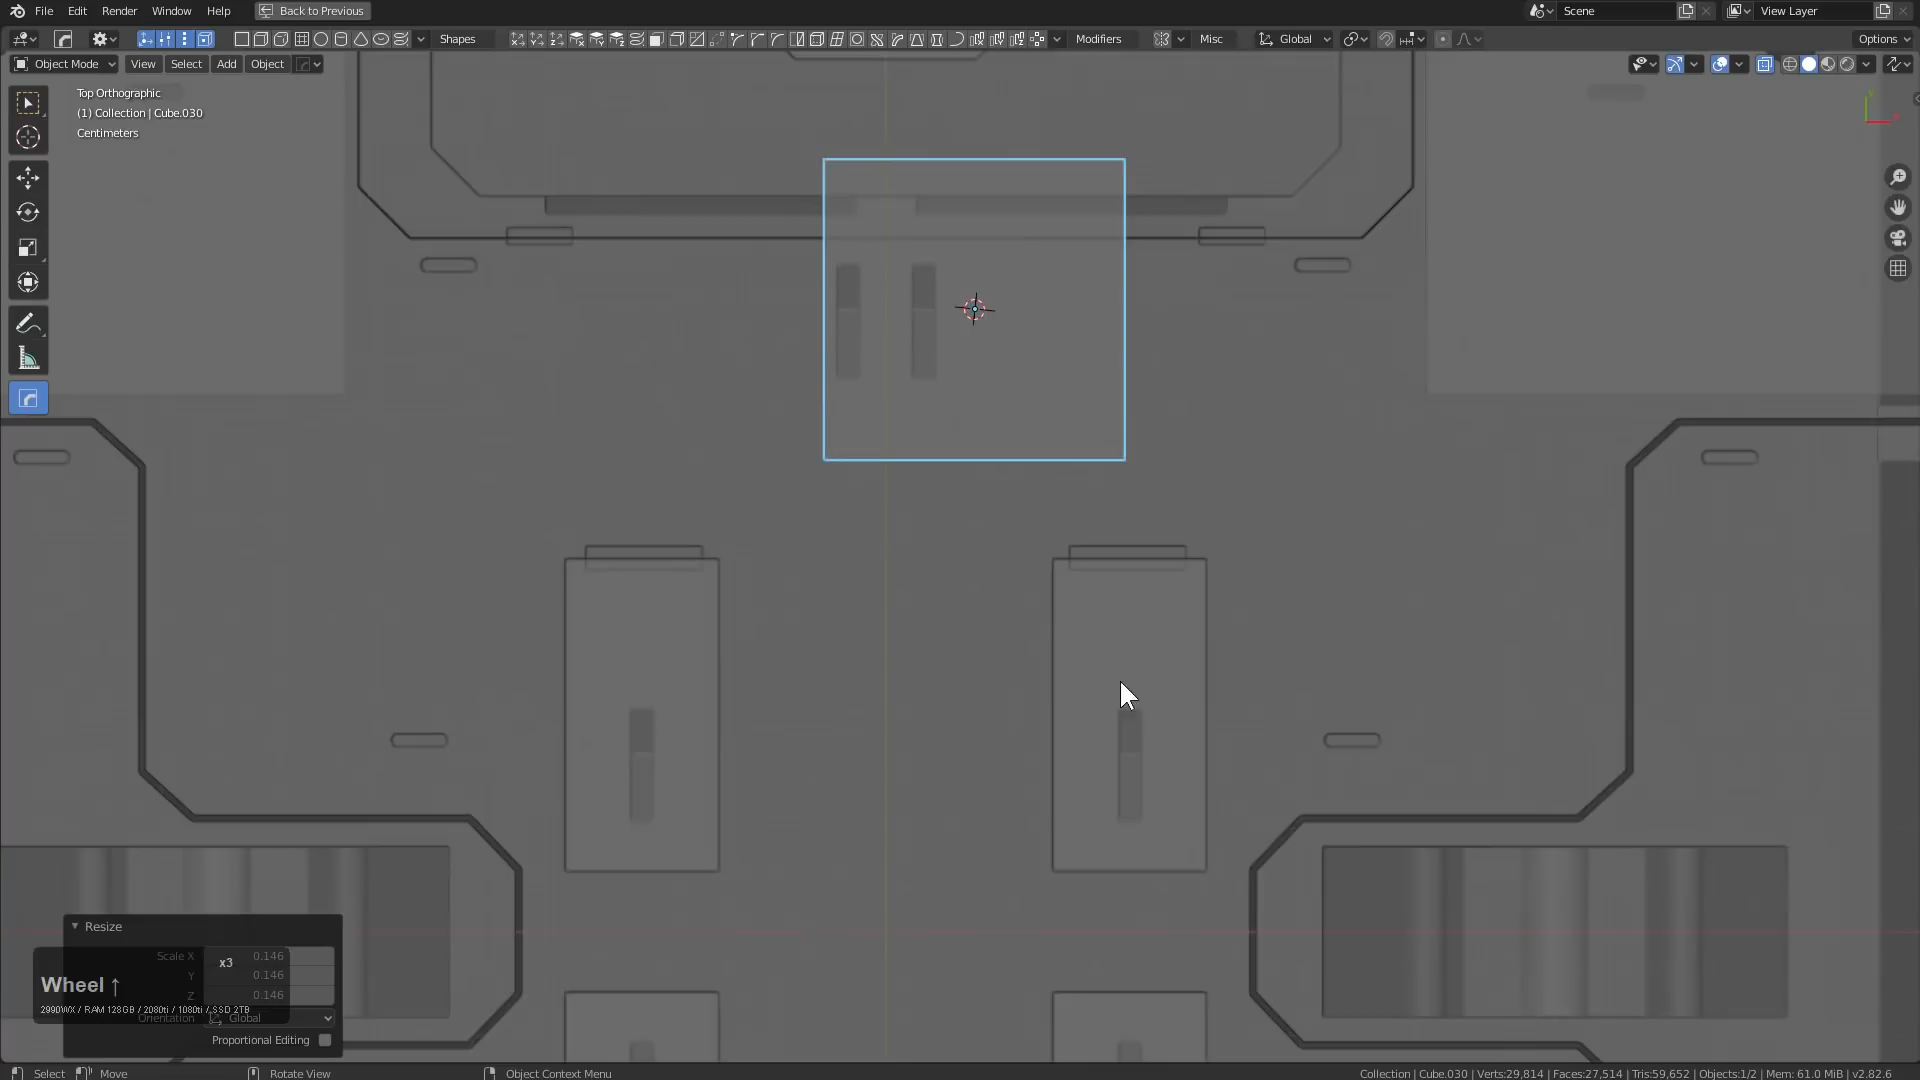 File Edit Render Window Help Back to Previous Scene View Layer
Shapes Modifiers Misc Global Options
Object Mode View Select Add Object
Top Orthographic
(1) Collection | Cube.030
Centimeters
Resize
Scale X 0.146
Y 0.146
Z 0.146
x3
Wheel ↑
2990WX / RAM 128GB / 2080ti / 1080ti / SSD 2TB
Orientation Global
Proportional Editing
Select Move Rotate View Object Context Menu Collection | Cube.030 | Verts:29,814 | Faces:27,514 | Tris:59,652 | Objects:1/2 | Mem: 61.0 MiB | v2.82.6